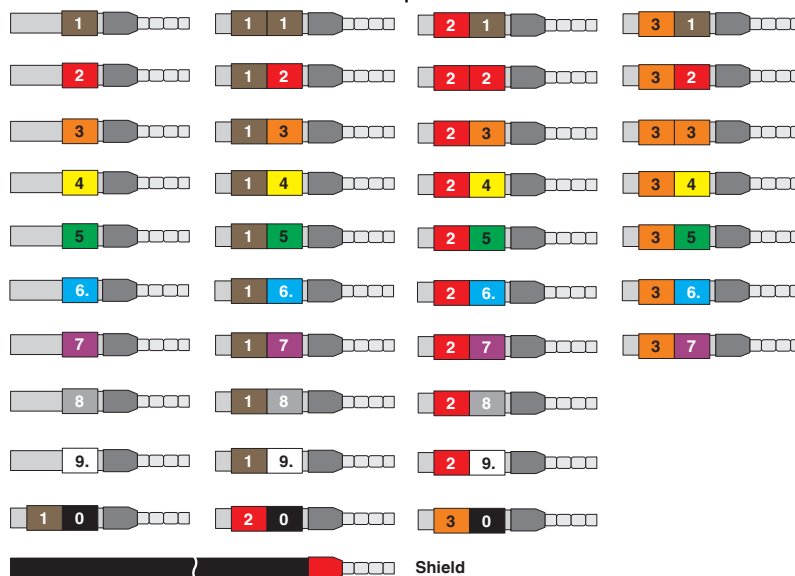 1 1 1 2 1 3 1
2 1 2 2 2 3 2
3 1 3 2 3 3 3
4 1 4 2 4 3 4
5 1 5 2 5 3 5
6. 1 6. 2 6. 3 6.
7 1 7 2 7 3 7
8 1 8 2 8
9. 1 9. 2 9.
1 0 2 0 3 0
Shield